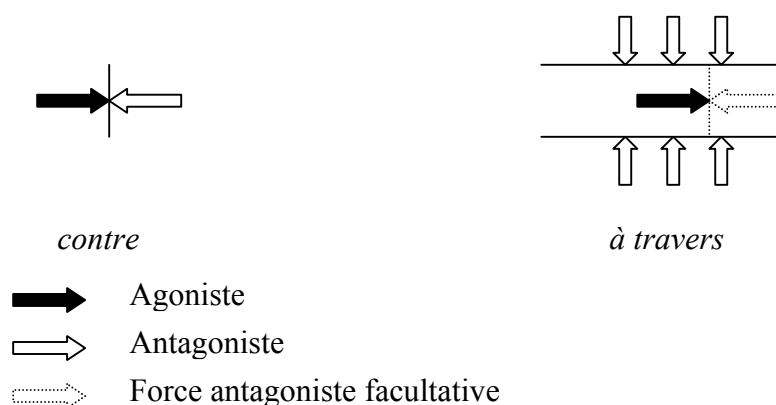 contre à travers
Agoniste
Antagoniste
Force antagoniste facultative